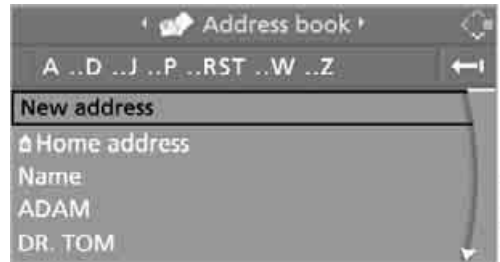 Address book
A ..D ..J ..P ..RST ..W ..Z
New address
Home address
Name
ADAM
DR. TOM